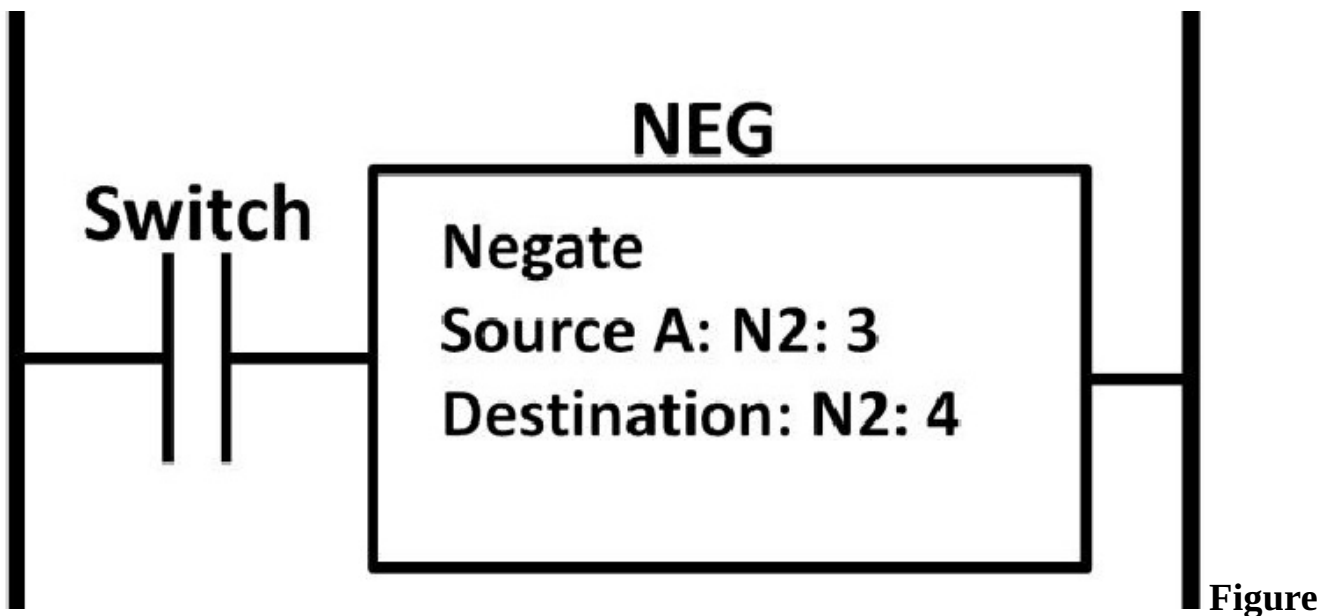 NEG
Switch
Negate
Source A: N2: 3
Destination: N2: 4
Figure